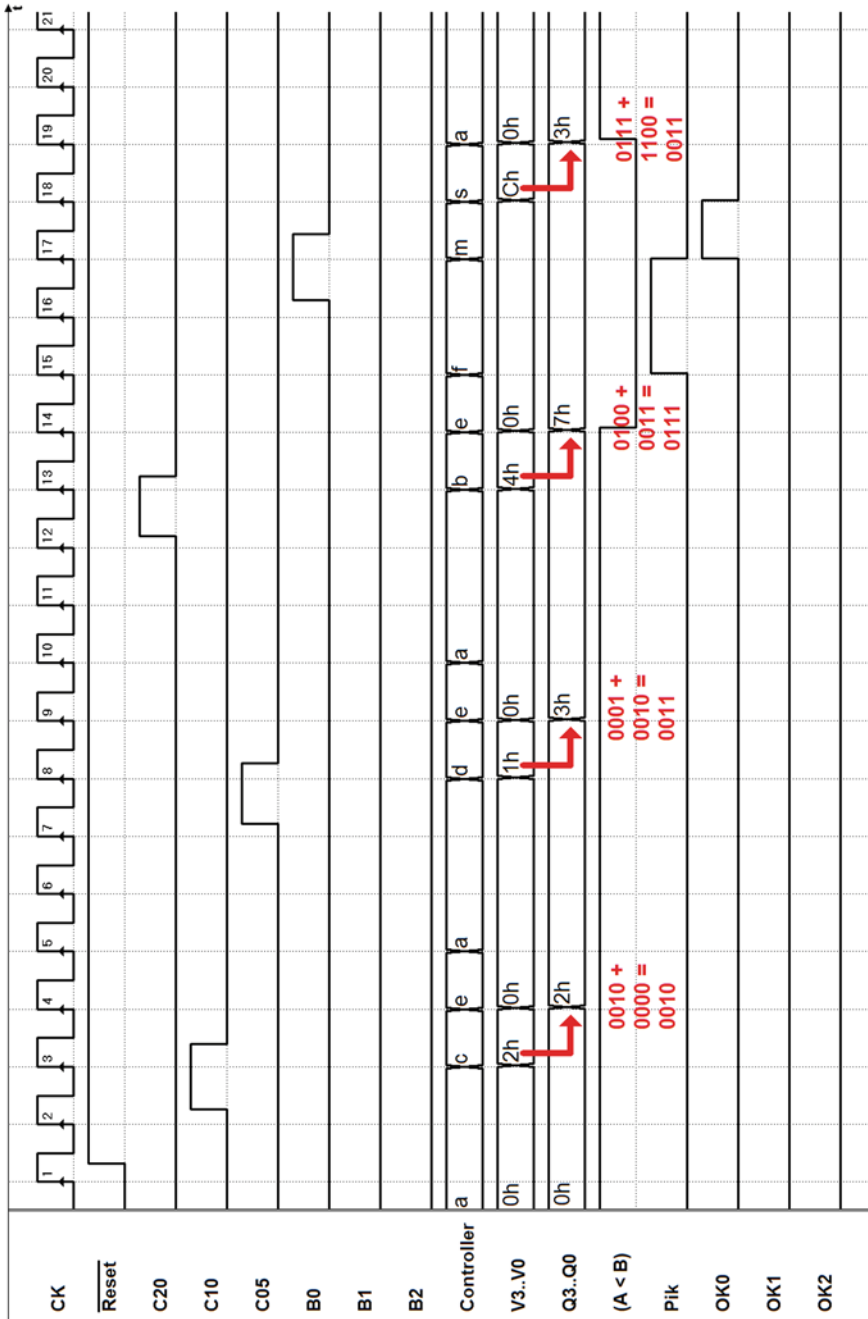 t
CK 1 2 3 4 5 6 7 8 9 10 11 12 13 14 15 16 17 18 19 20 21
Reset
C20
C10
C05
B0
B1
B2
Controller a c e a d e a b e f m s a
V3..V0 0h 2h 0h 1h 0h 4h 0h Ch 0h
Q3..Q0 0h 2h 3h 7h 3h
(A < B)
Pik
OK0
OK1
OK2
0010 +
0000 =
0010
0001 +
0010 =
0011
0100 +
0011 =
0111
0111 +
1100 =
0011